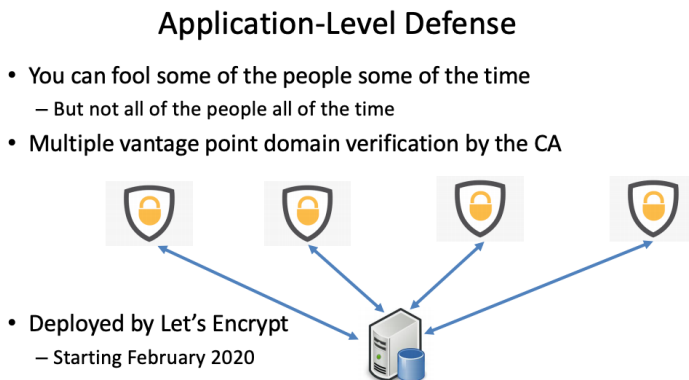 Application-Level Defense
• You can fool some of the people some of the time
– But not all of the people all of the time
• Multiple vantage point domain verification by the CA
• Deployed by Let’s Encrypt
– Starting February 2020